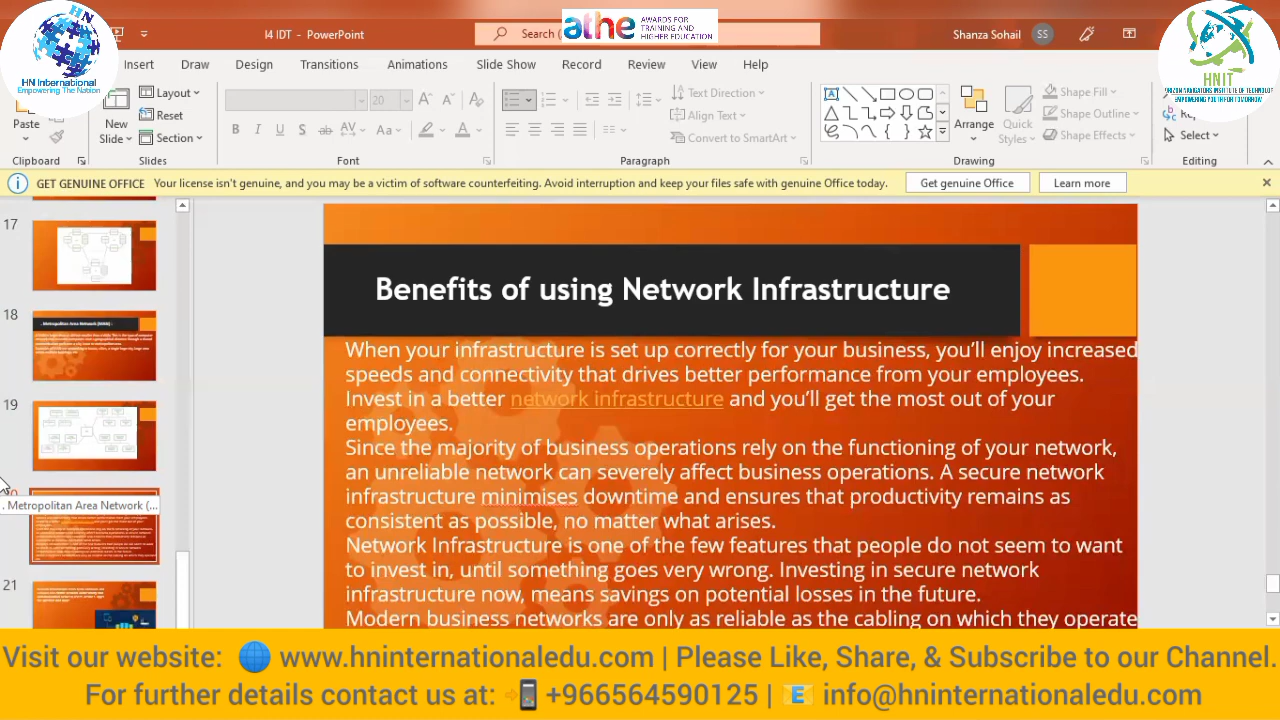 HN
HN International
Empowering The Nation
I4 IDT - PowerPoint
Search (
athe AWARDS FOR
TRAINING AND
HIGHER EDUCATION
Shanza Sohail SS
HNIT
EMPOWERING YOU FOR TOMORROW
Insert Draw Design Transitions Animations Slide Show Record Review View Help
Paste
New
Slide
Layout
Reset
Section
20
B I U S ab AV Aa A
Text Direction
Align Text
Convert to SmartArt
Arrange
Quick
Styles
Shape Fill
Shape Outline
Shape Effects
Select
Clipboard Slides Font Paragraph Drawing Editing
GET GENUINE OFFICE Your license isn't genuine, and you may be a victim of software counterfeiting. Avoid interruption and keep your files safe with genuine Office today. Get genuine Office Learn more
17
18
. Metropolitan Area Network (MAN) :
19
. Metropolitan Area Network (...
21
Benefits of using Network Infrastructure
When your infrastructure is set up correctly for your business, you'll enjoy increased
speeds and connectivity that drives better performance from your employees.
Invest in a better network infrastructure and you'll get the most out of your
employees.
Since the majority of business operations rely on the functioning of your network,
an unreliable network can severely affect business operations. A secure network
infrastructure minimises downtime and ensures that productivity remains as
consistent as possible, no matter what arises.
Network Infrastructure is one of the few features that people do not seem to want
to invest in, until something goes very wrong. Investing in secure network
infrastructure now, means savings on potential losses in the future.
Modern business networks are only as reliable as the cabling on which they operate
Visit our website: 🌐 www.hninternationaledu.com | Please Like, Share, & Subscribe to our Channel.
For further details contact us at: 📲 +966564590125 | 📧 info@hninternationaledu.com